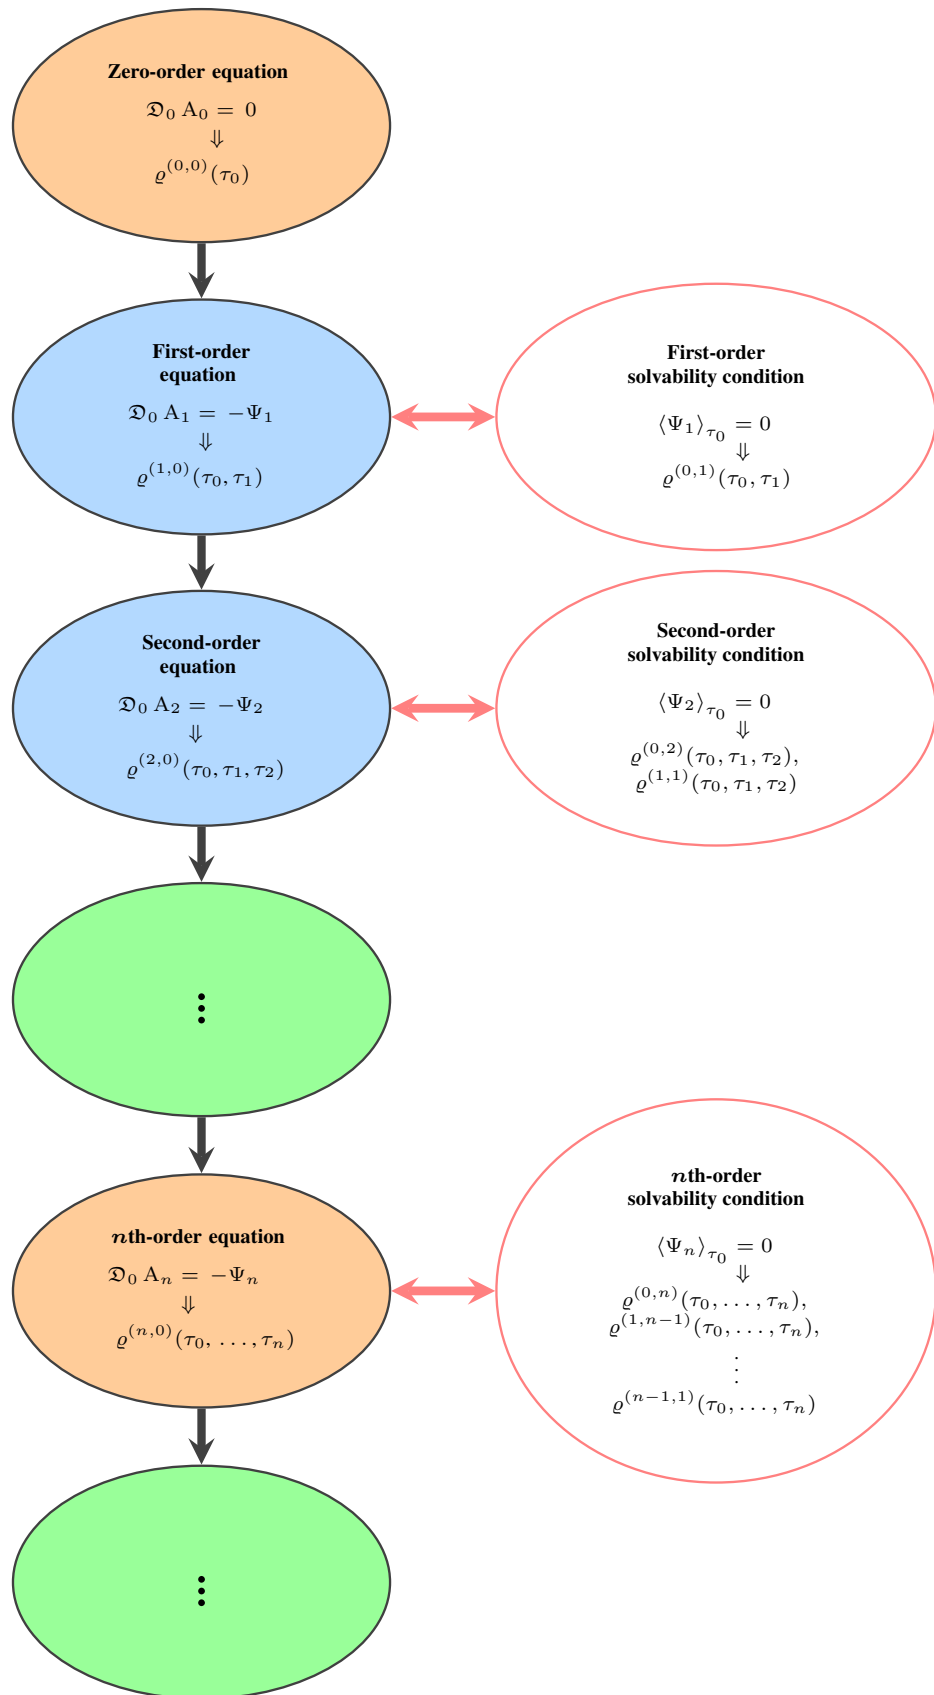 Zero-order equation
𝔇₀ A₀ = 0
⇓
ϱ^(0,0)(τ₀)
First-order
equation
𝔇₀ A₁ = −Ψ₁
⇓
ϱ^(1,0)(τ₀, τ₁)
First-order
solvability condition
⟨Ψ₁⟩_τ₀ = 0
⇓
ϱ^(0,1)(τ₀, τ₁)
Second-order
equation
𝔇₀ A₂ = −Ψ₂
⇓
ϱ^(2,0)(τ₀, τ₁, τ₂)
Second-order
solvability condition
⟨Ψ₂⟩_τ₀ = 0
⇓
ϱ^(0,2)(τ₀, τ₁, τ₂),
ϱ^(1,1)(τ₀, τ₁, τ₂)
⋮
nth-order equation
𝔇₀ Aₙ = −Ψₙ
⇓
ϱ^(n,0)(τ₀, . . . , τₙ)
nth-order
solvability condition
⟨Ψₙ⟩_τ₀ = 0
⇓
ϱ^(0,n)(τ₀, . . . , τₙ),
ϱ^(1,n−1)(τ₀, . . . , τₙ),
⋮
ϱ^(n−1,1)(τ₀, . . . , τₙ)
⋮